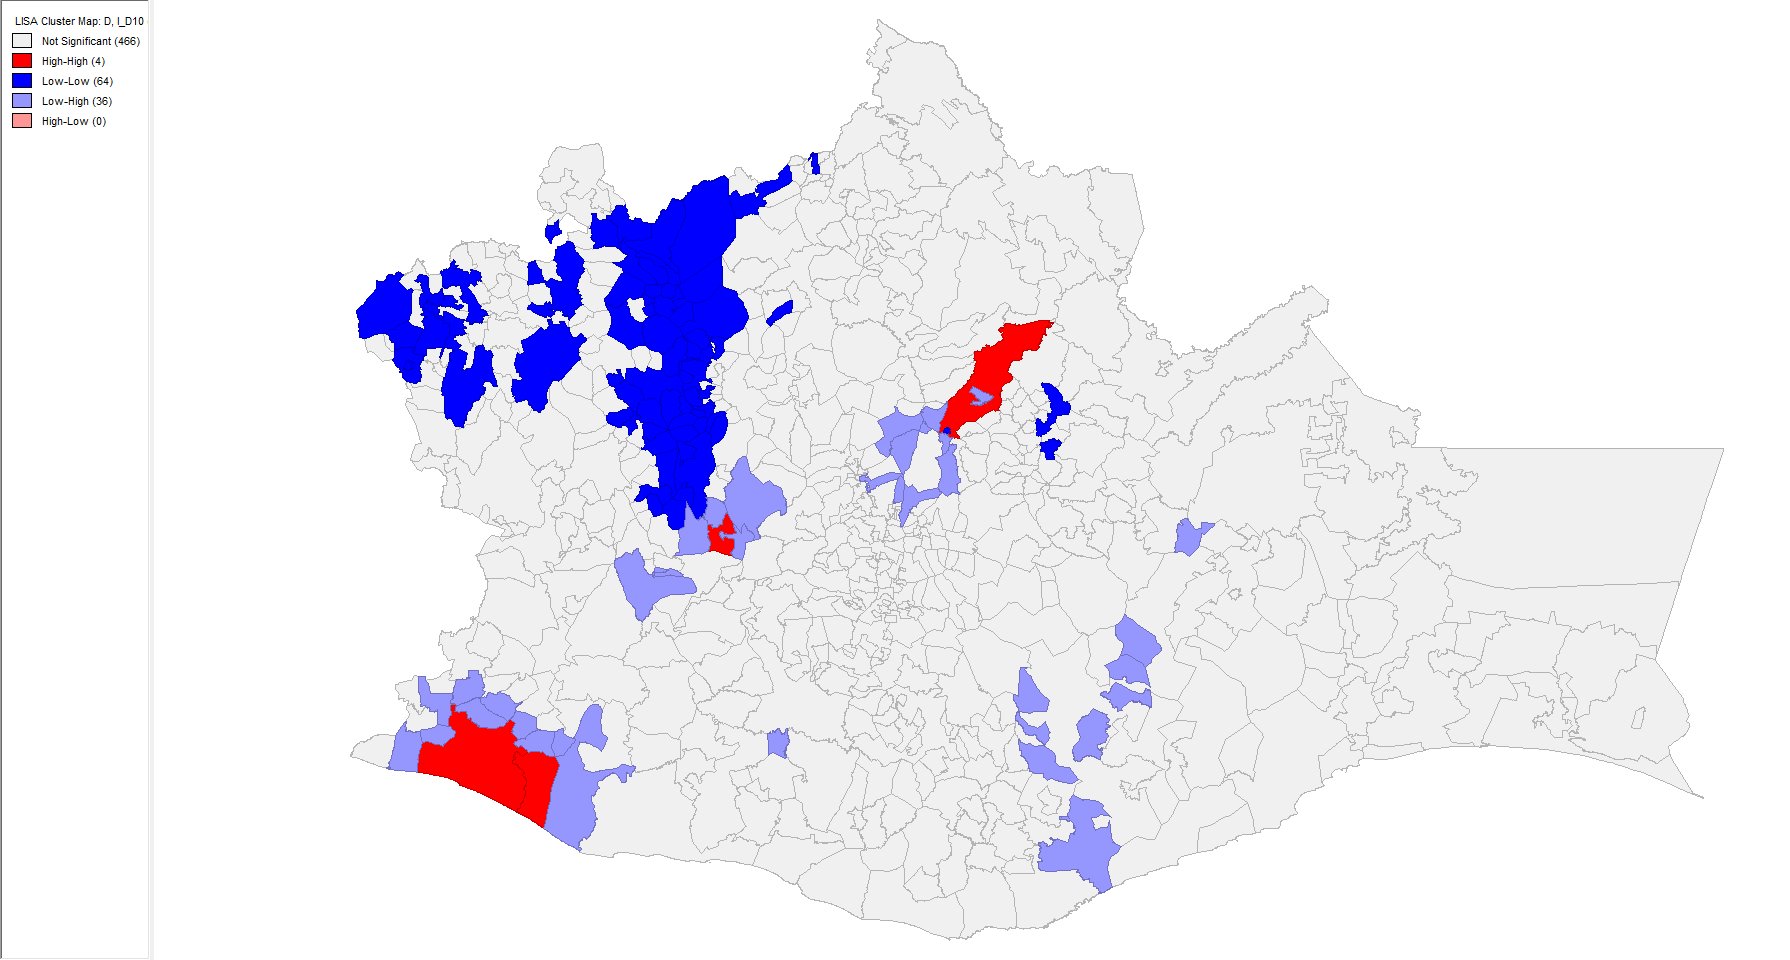 LISA Cluster Map: D, I_D10
Not Significant (466)
High-High (4)
Low-Low (64)
Low-High (36)
High-Low (0)